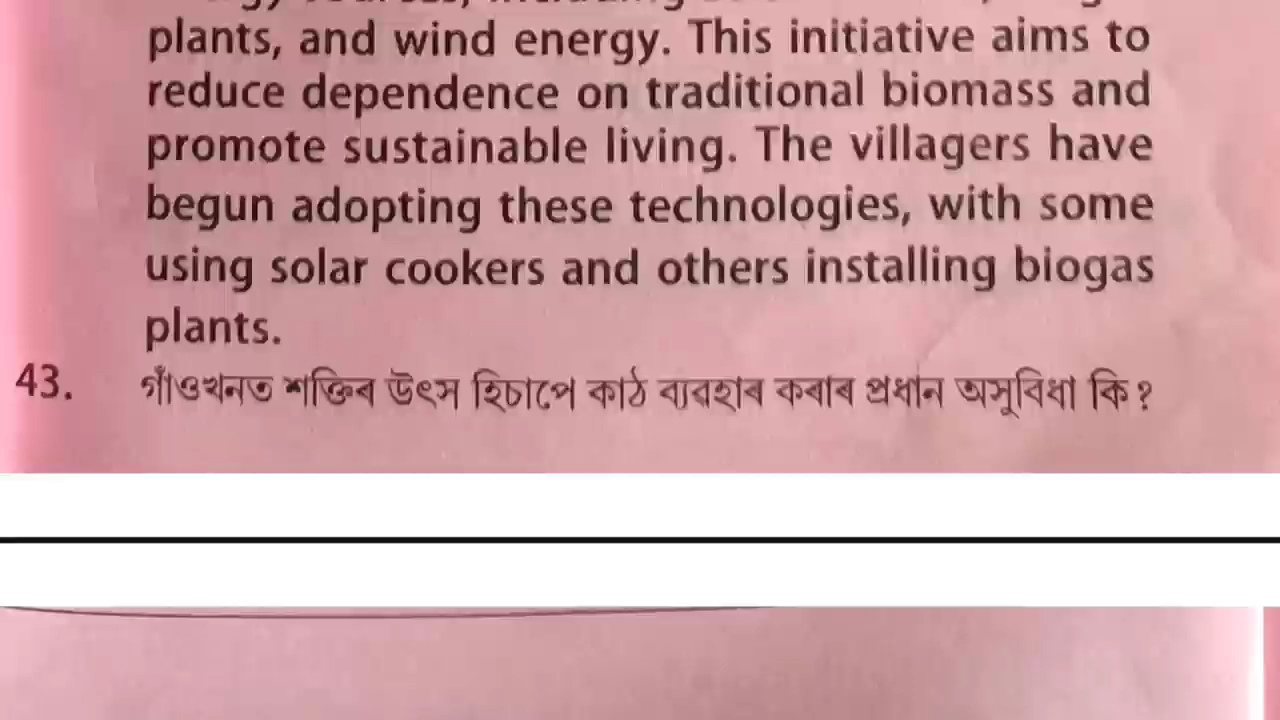 plants, and wind energy. This initiative aims to
reduce dependence on traditional biomass and
promote sustainable living. The villagers have
begun adopting these technologies, with some
using solar cookers and others installing biogas
plants.
43. গাঁওখনত শক্তিৰ উৎস হিচাপে কাঠ ব্যৱহাৰ কৰাৰ প্ৰধান অসুবিধা কি?